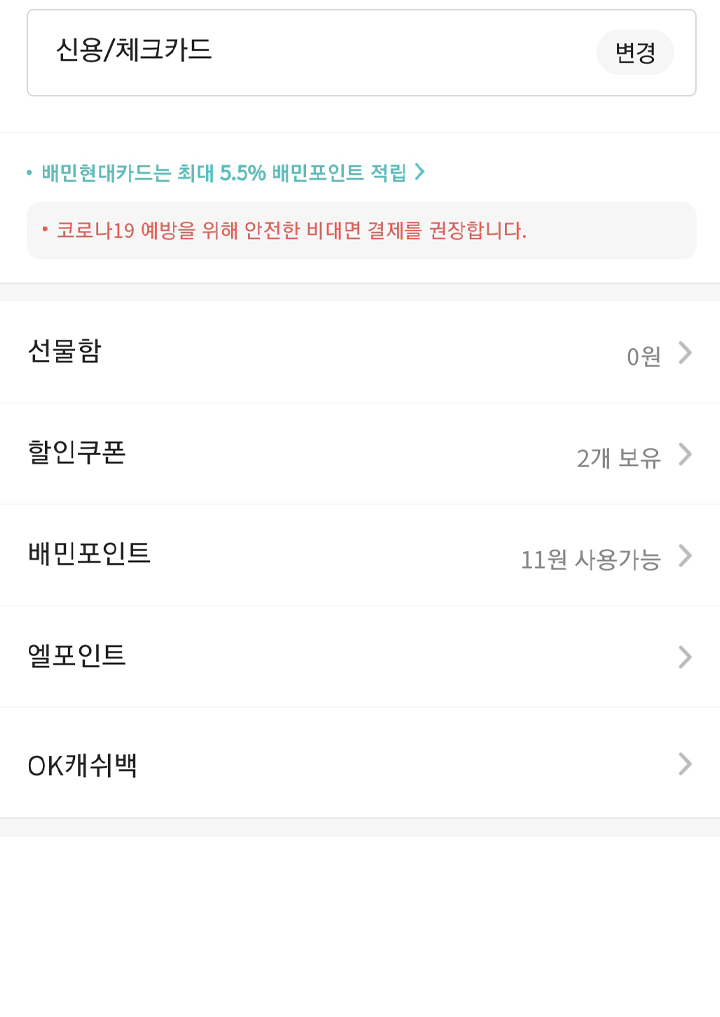 신용/체크카드
변경
• 배민현대카드는 최대 5.5% 배민포인트 적립 >
• 코로나19 예방을 위해 안전한 비대면 결제를 권장합니다.
선물함 0원
할인쿠폰 2개 보유
배민포인트 11원 사용가능
엘포인트
OK캐쉬백